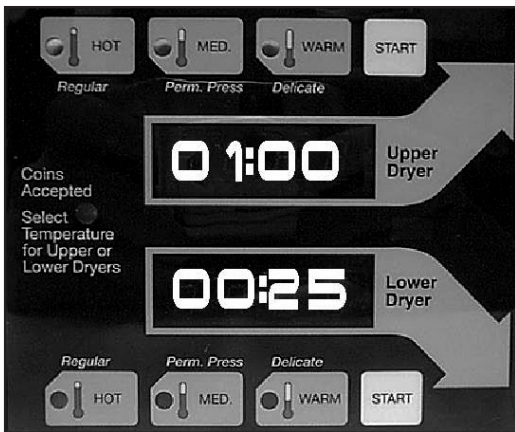 HOT MED. WARM START
Regular Perm. Press Delicate
01:00
Upper
Dryer
Coins
Accepted
Select
Temperature
for Upper or
Lower Dryers
00:25
Lower
Dryer
Regular Perm. Press Delicate
HOT MED. WARM START